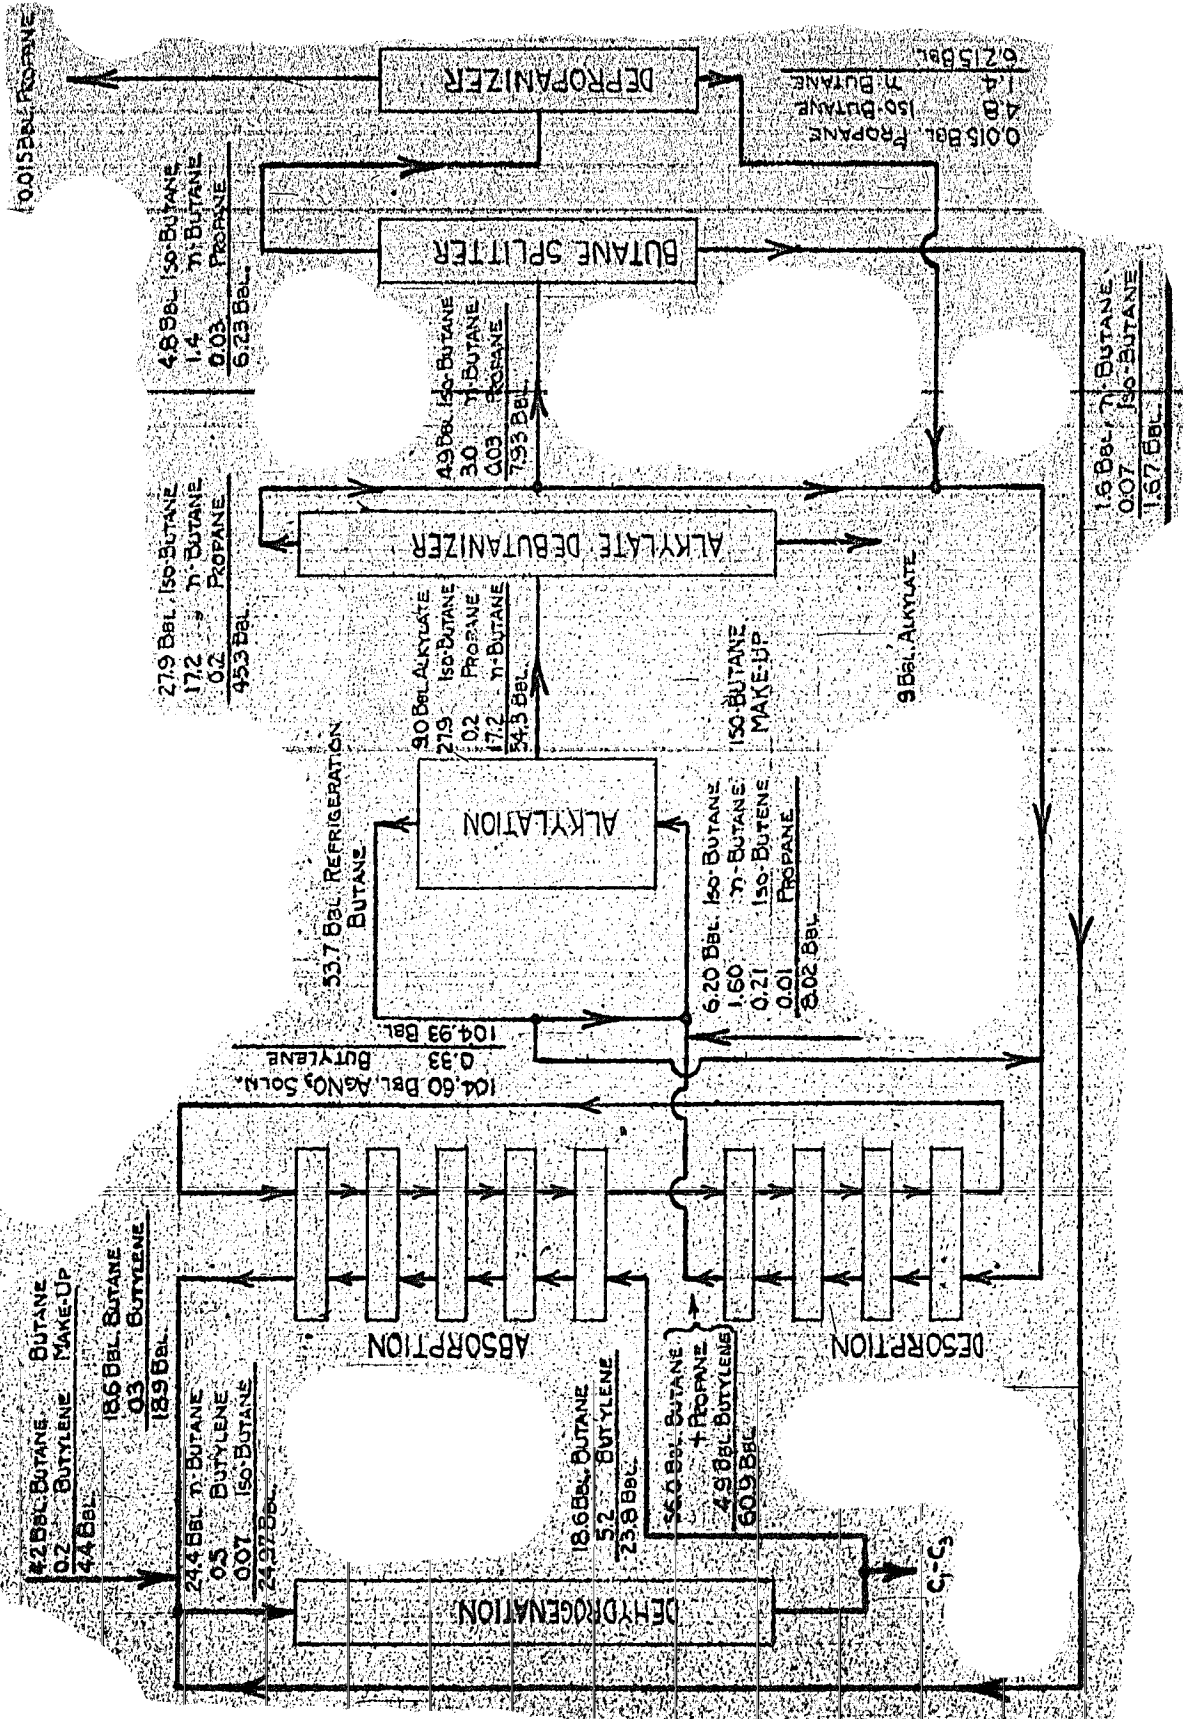 0.015 BBL. PROPANE
DEPROPANIZER
0.015 BBL. PROPANE
4.8 ISO-BUTANE
1.4 n BUTANE
6.215 BBL
4.8 BBL. ISO-BUTANE
1.4 n-BUTANE
0.03 PROPANE
6.23 BBL.
BUTANE SPLITTER
4.9 BBL. ISO-BUTANE
3.0 n-BUTANE
0.03 PROPANE
7.93 BBL.
1.6 BBL. n-BUTANE
0.07 ISO-BUTANE
1.67 BBL.
27.9 BBL. ISO-BUTANE
17.2 " n-BUTANE
0.2 PROPANE
45.3 BBL.
ALKYLATE DEBUTANIZER
9 BBL. ALKYLATE
9.0 BBL. ALKYLATE
27.9 ISO-BUTANE
0.2 PROPANE
17.2 n-BUTANE
54.3 BBL.
53.7 BBL. REFRIGERATION
BUTANE
ALKYLATION
ISO-BUTANE
MAKE-UP
6.20 BBL. ISO-BUTANE
1.60 n-BUTANE
0.21 ISO-BUTENE
0.01 PROPANE
8.02 BBL.
104.60 BBL. AgNO3 SOLN.
0.33 BUTYLENE
104.93 BBL
ABSORPTION
DESORPTION
4.2 BBL. BUTANE BUTANE
0.2 BUTYLENE MAKE-UP
4.4 BBL.
18.6 BBL BUTANE
0.3 BUTYLENE
18.9 BBL.
24.4 BBL n BUTANE
0.5 BUTYLENE
0.07 ISO-BUTANE
24.97 BBL.
18.6 BBL. BUTANE
5.2 BUTYLENE
23.8 BBL.
56.0 BBL. BUTANE
+ PROPANE
4.9 BBL. BUTYLENE
60.9 BBL
DEHYDROGENATION
C1-C3